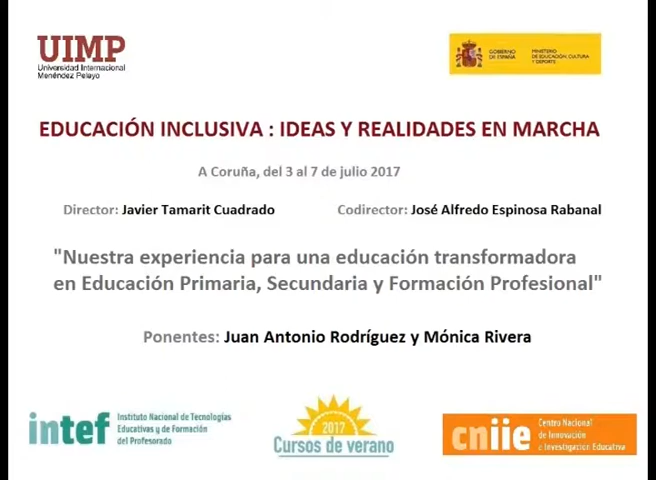 UIMP
Universidad Internacional
Menéndez Pelayo
GOBIERNO
DE ESPAÑA
MINISTERIO
DE EDUCACIÓN, CULTURA
Y DEPORTE
EDUCACIÓN INCLUSIVA : IDEAS Y REALIDADES EN MARCHA
A Coruña, del 3 al 7 de julio 2017
Director: Javier Tamarit Cuadrado
Codirector: José Alfredo Espinosa Rabanal
"Nuestra experiencia para una educación transformadora
en Educación Primaria, Secundaria y Formación Profesional"
Ponentes: Juan Antonio Rodríguez y Mónica Rivera
intef
Instituto Nacional de Tecnologías
Educativas y de Formación
del Profesorado
2017
Cursos de verano
cniie
Centro Nacional
de Innovación
e Investigación Educativa